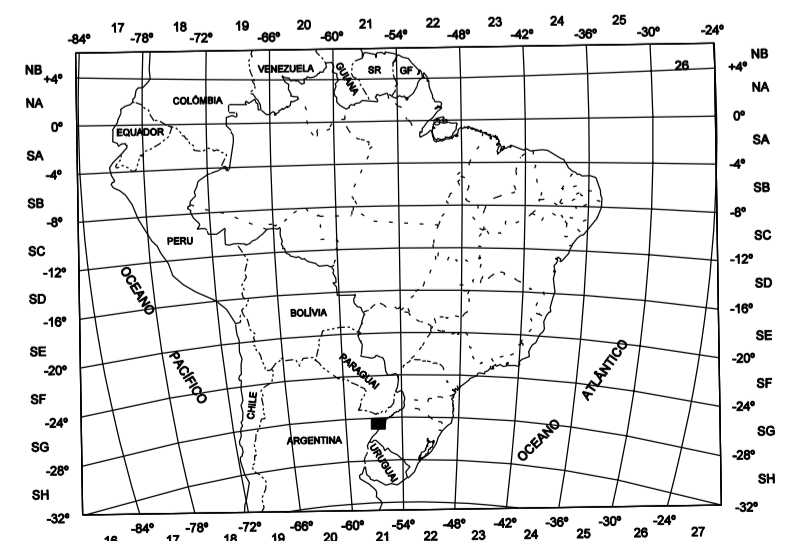 17 18 19 20 21 22 23 24 25
-84° -78° -72° -66° -60° -54° -48° -42° -36° -30° -24°
NB VENEZUELA GUIANA SR GF 26 NB
+4° +4°
NA COLÔMBIA NA
0° EQUADOR 0°
SA SA
-4° -4°
SB SB
-8° -8°
SC PERU SC
-12° -12°
SD OCEANO PACÍFICO BOLÍVIA SD
-16° -16°
SE PARAGUAI OCEANO ATLÂNTICO SE
-20° -20°
SF CHILE SF
-24° -24°
SG ARGENTINA SG
-28° URUGUAI -28°
SH SH
-32° -32°
-84° -78° -72° -66° -60° -54° -48° -42° -36° -30° -24°
16 17 18 19 20 21 22 23 24 25 26 27